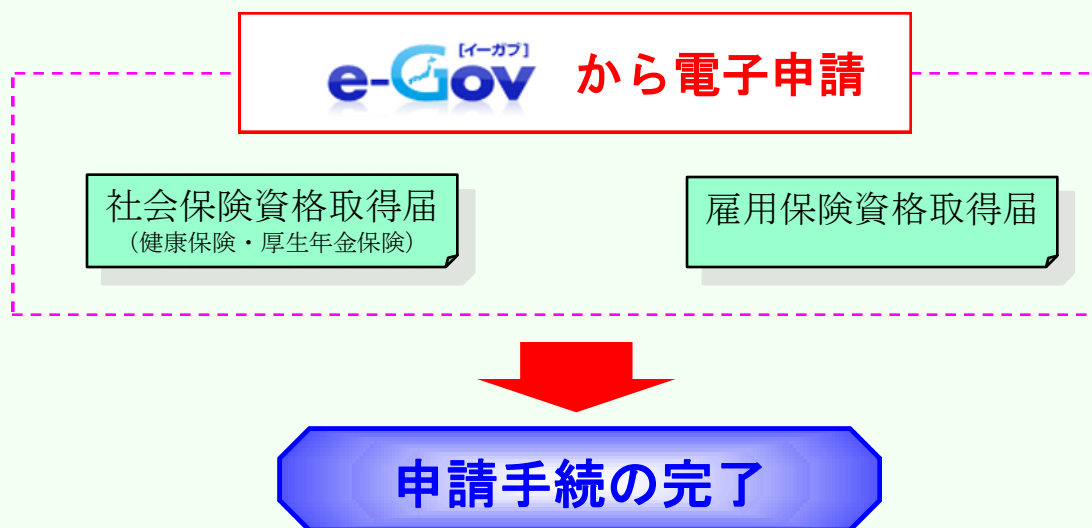 [イーガブ]
e-Gov から電子申請
社会保険資格取得届
（健康保険・厚生年金保険）
雇用保険資格取得届
申請手続の完了